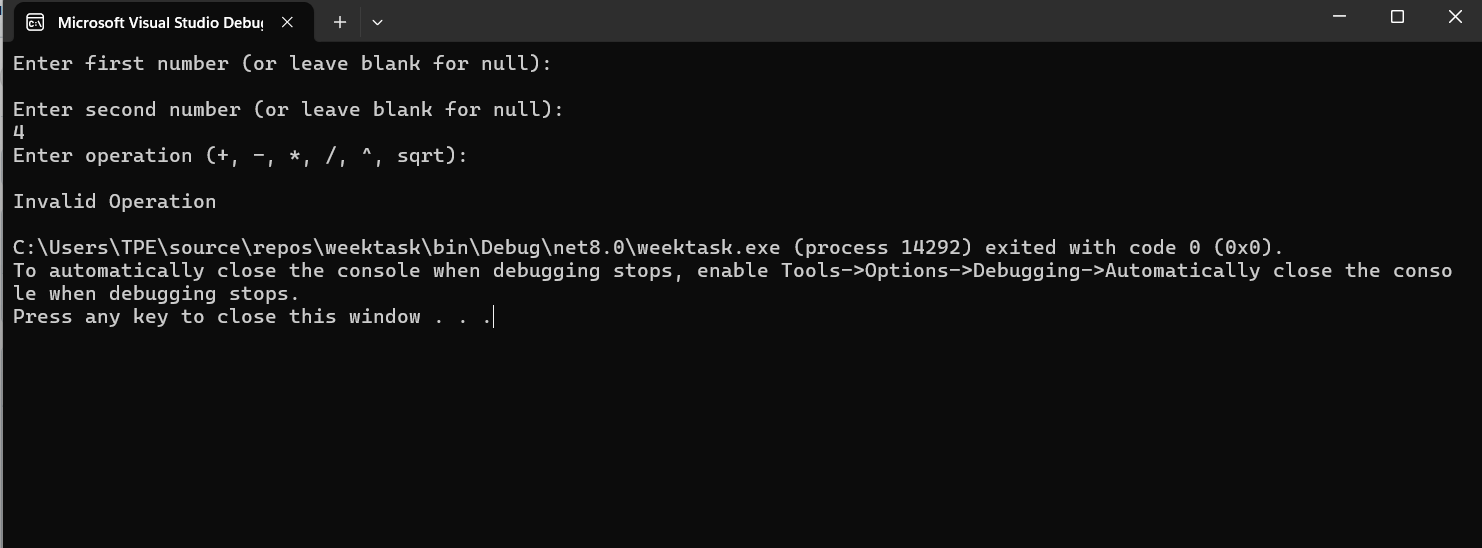 Microsoft Visual Studio Debug
Enter first number (or leave blank for null):
Enter second number (or leave blank for null):
4
Enter operation (+, -, *, /, ^, sqrt):
Invalid Operation
C:\Users\TPE\source\repos\weektask\bin\Debug\net8.0\weektask.exe (process 14292) exited with code 0 (0x0).
To automatically close the console when debugging stops, enable Tools->Options->Debugging->Automatically close the conso
le when debugging stops.
Press any key to close this window . . .